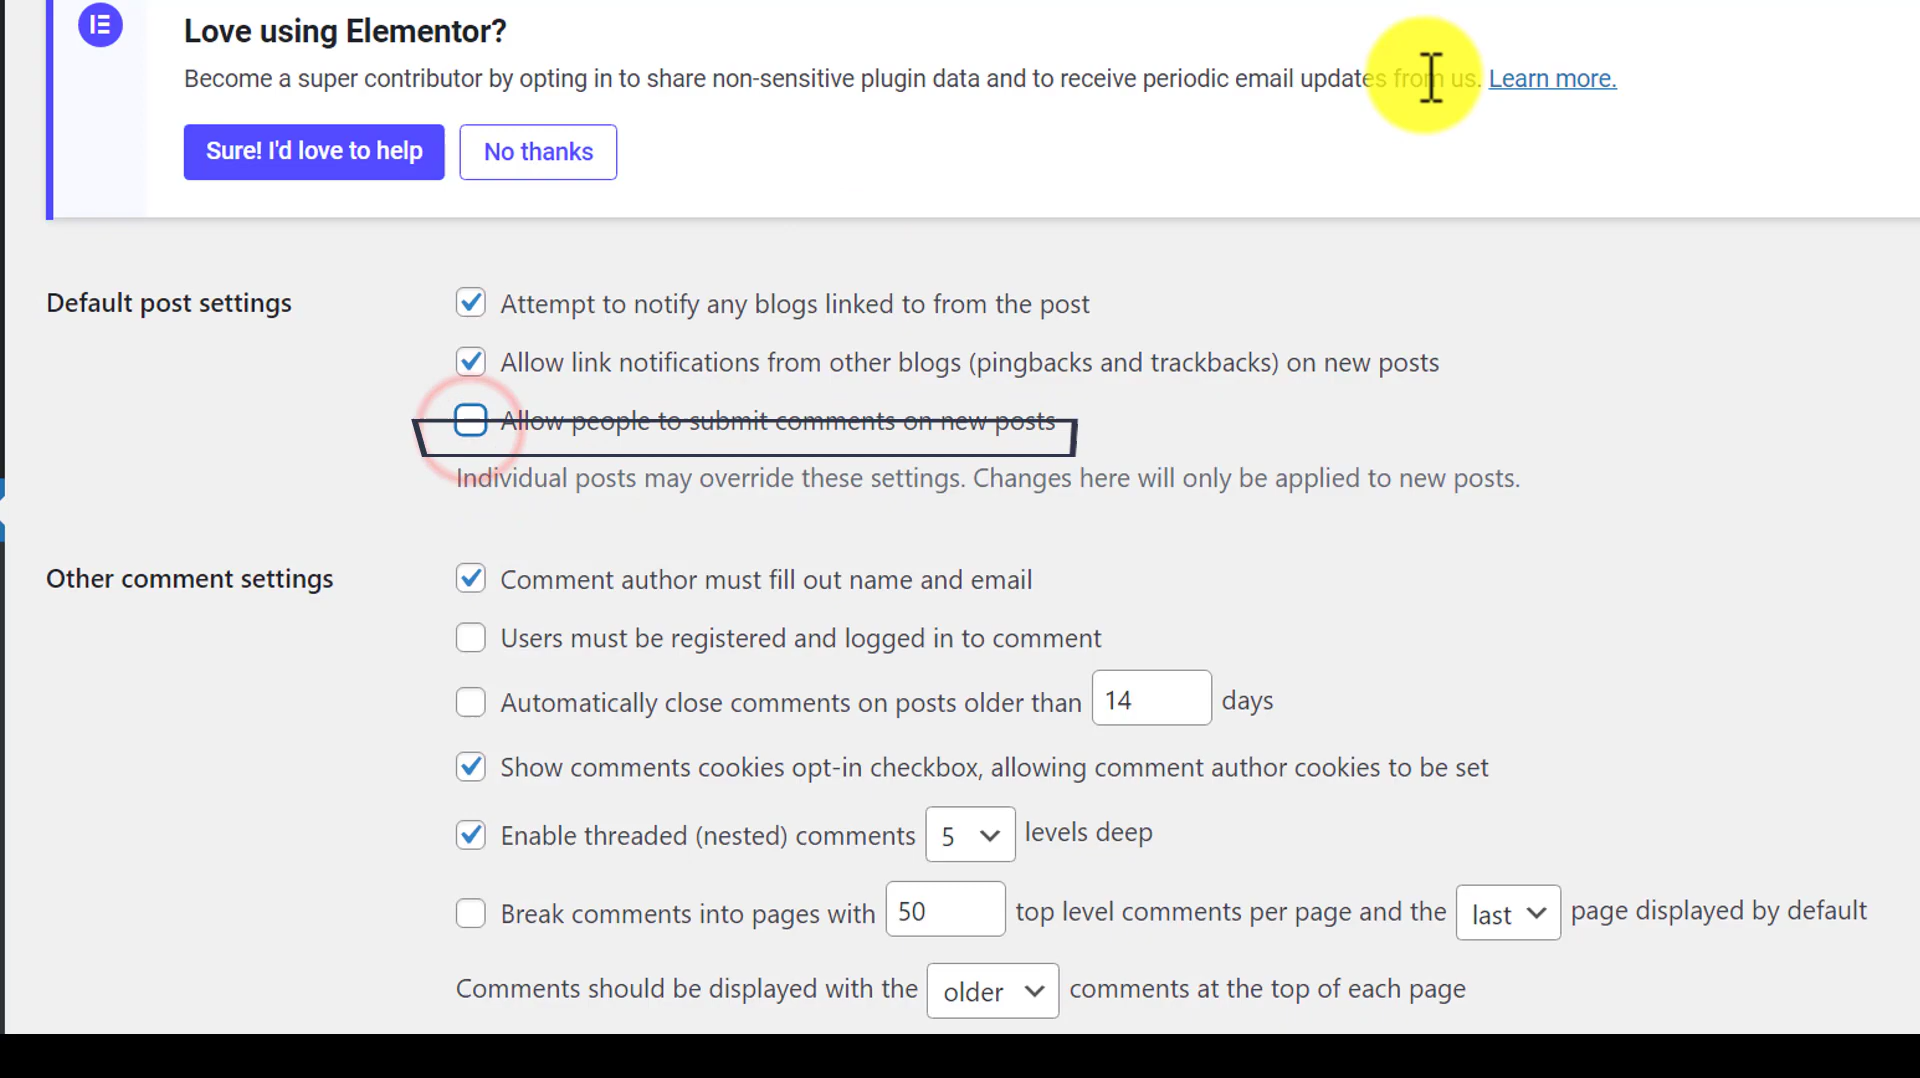 Love using Elementor?
Become a super contributor by opting in to share non-sensitive plugin data and to receive periodic email updates from us. Learn more.
Sure! I'd love to help No thanks
Default post settings
Attempt to notify any blogs linked to from the post
Allow link notifications from other blogs (pingbacks and trackbacks) on new posts
Allow people to submit comments on new posts
Individual posts may override these settings. Changes here will only be applied to new posts.
Other comment settings
Comment author must fill out name and email
Users must be registered and logged in to comment
Automatically close comments on posts older than 14 days
Show comments cookies opt-in checkbox, allowing comment author cookies to be set
Enable threaded (nested) comments 5 levels deep
Break comments into pages with 50 top level comments per page and the last page displayed by default
Comments should be displayed with the older comments at the top of each page